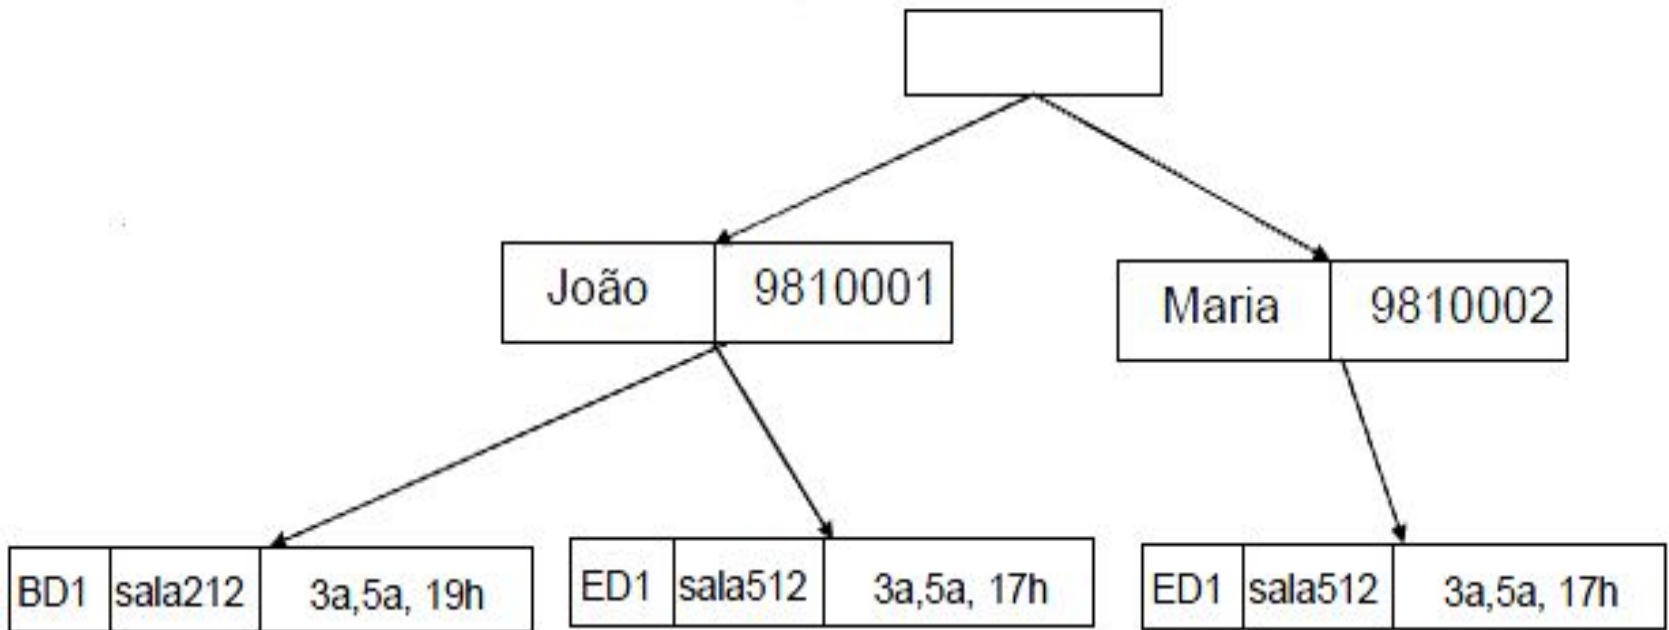 João 9810001
Maria 9810002
BD1 sala212 3a,5a, 19h
ED1 sala512 3a,5a, 17h
ED1 sala512 3a,5a, 17h